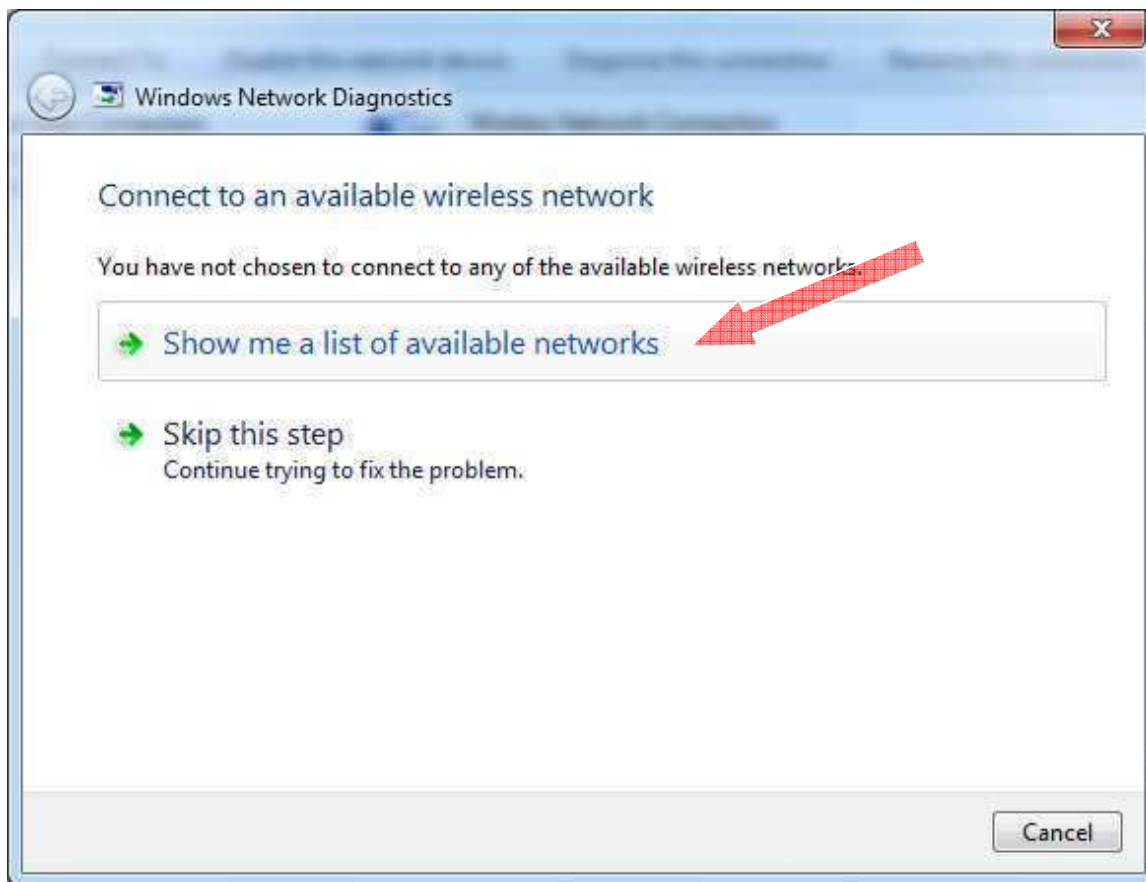 Windows Network Diagnostics
Connect to an available wireless network
You have not chosen to connect to any of the available wireless networks.
Show me a list of available networks
Skip this step
Continue trying to fix the problem.
Cancel